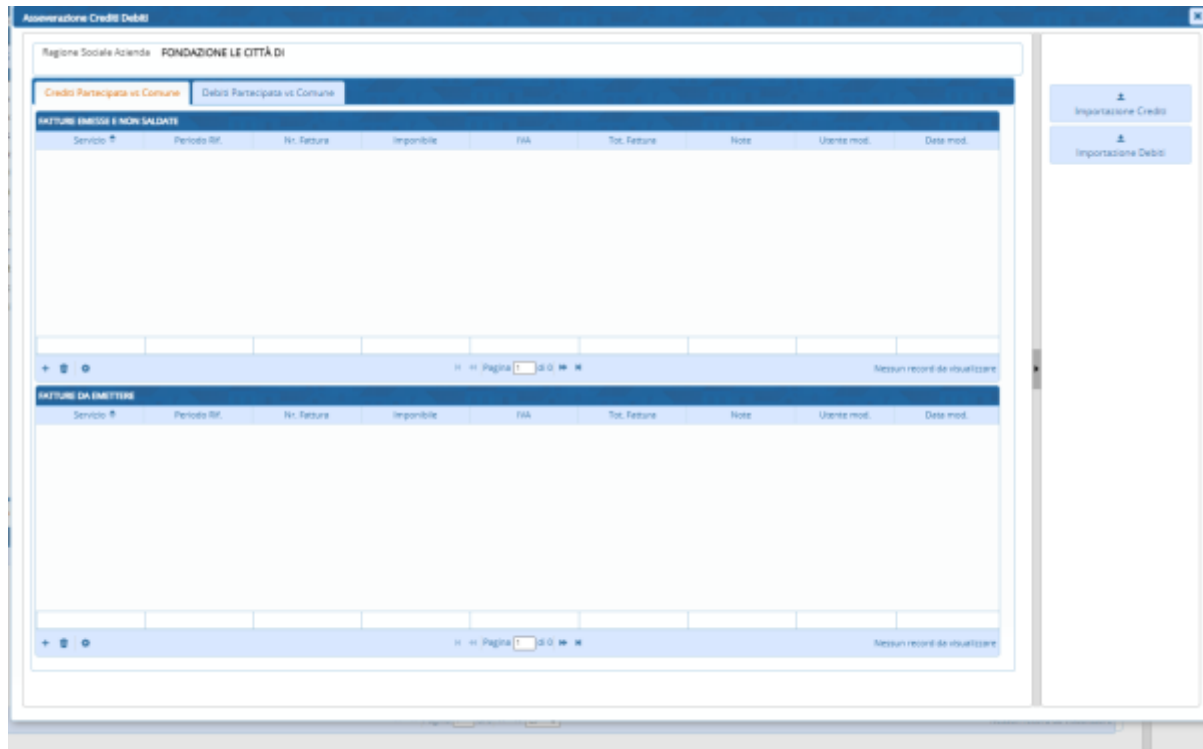 Asseverazione Crediti Debiti
Ragione Sociale Azienda FONDAZIONE LE CITTÀ DI
Crediti Partecipata vs Comune Debiti Partecipata vs Comune
FATTURE EMESSE E NON SALDATE
Servizio Periodo Rif. Nr. Fattura Imponibile IVA Tot. Fattura Note Utente mod. Data mod.
Pagina 1 di 0 Nessun record da visualizzare
FATTURE DA EMETTERE
Servizio Periodo Rif. Nr. Fattura Imponibile IVA Tot. Fattura Note Utente mod. Data mod.
Pagina 1 di 0 Nessun record da visualizzare
Importazione Crediti
Importazione Debiti